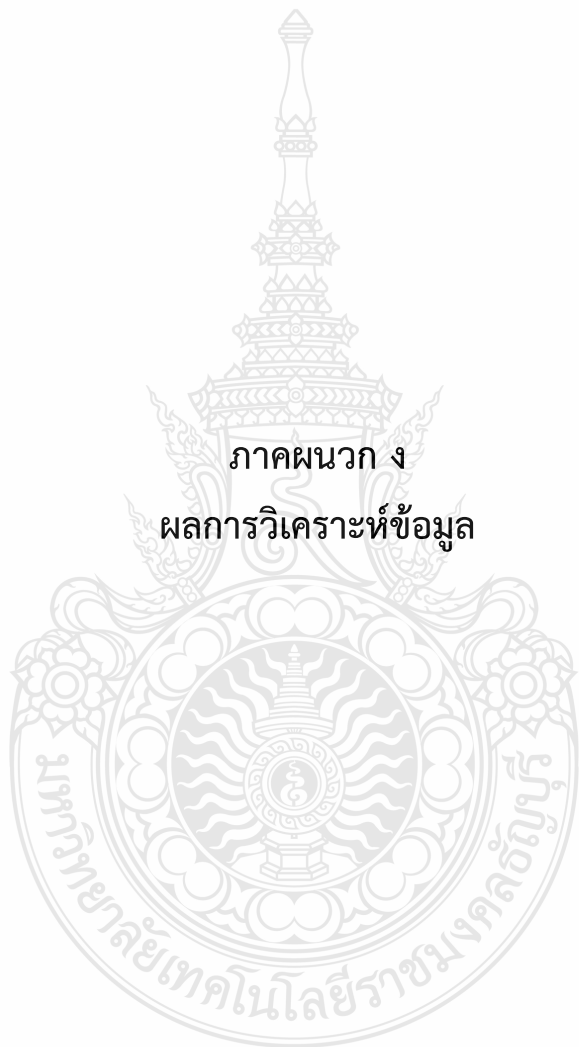 ภาคผนวก ง
ผลการวิเคราะห์ข้อมูล
มหาวิทยาลัยเทคโนโลยีราชมงคลธัญบุรี